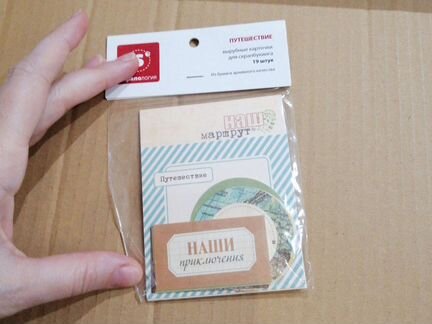 ПУТЕШЕСТВИЕ
вырубные карточки
для скрапбукинга
19 штук
Из бумаги архивного качества
наш
маршрут
Путешествие
НАШИ
приключения